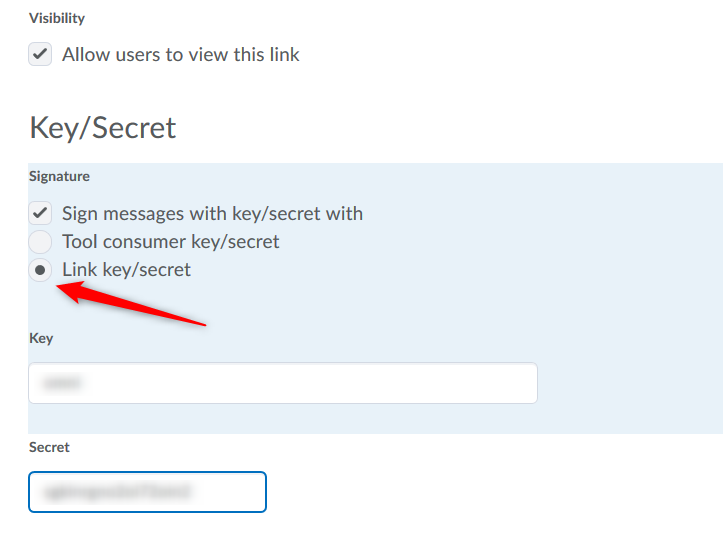 Visibility
Allow users to view this link
Key/Secret
Signature
Sign messages with key/secret with
Tool consumer key/secret
Link key/secret
Key
Secret